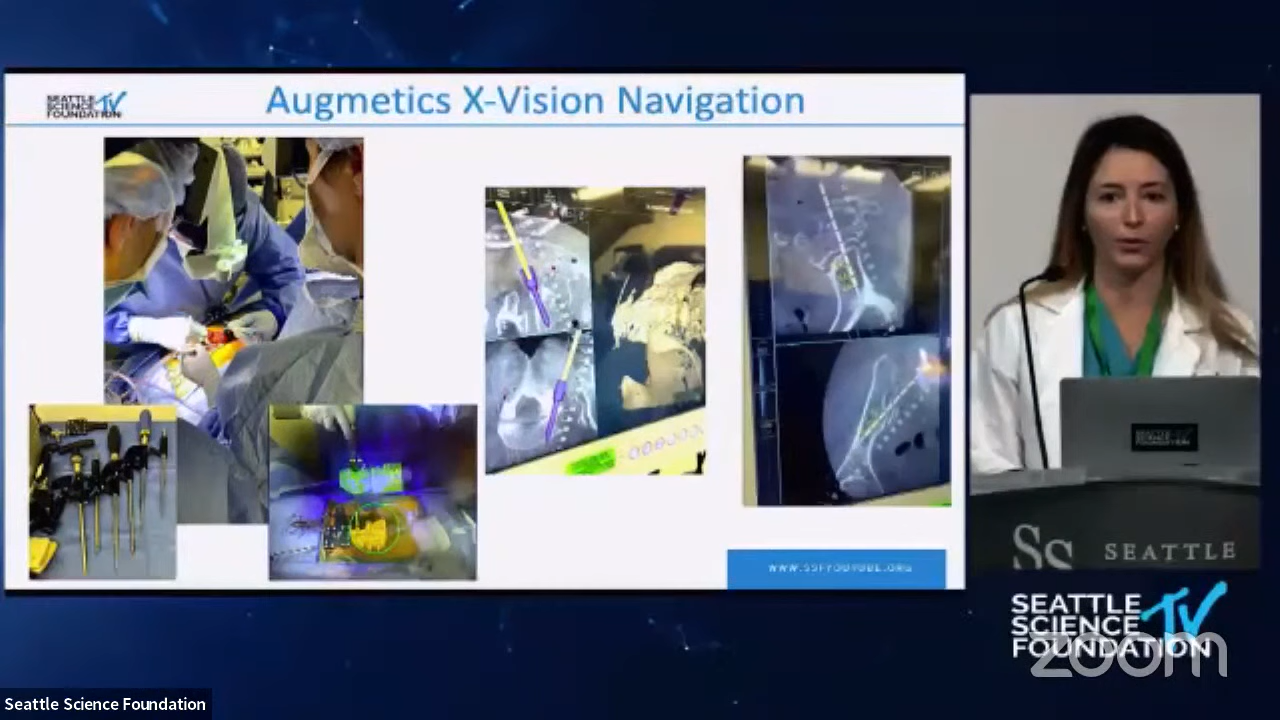 SEATTLE
SCIENCE TV
FOUNDATION
Augmetics X-Vision Navigation
WWW.SSFYOUTUBE.ORG
SS SEATTLE
SEATTLE
SCIENCE TV
FOUNDATION
zoom
Seattle Science Foundation